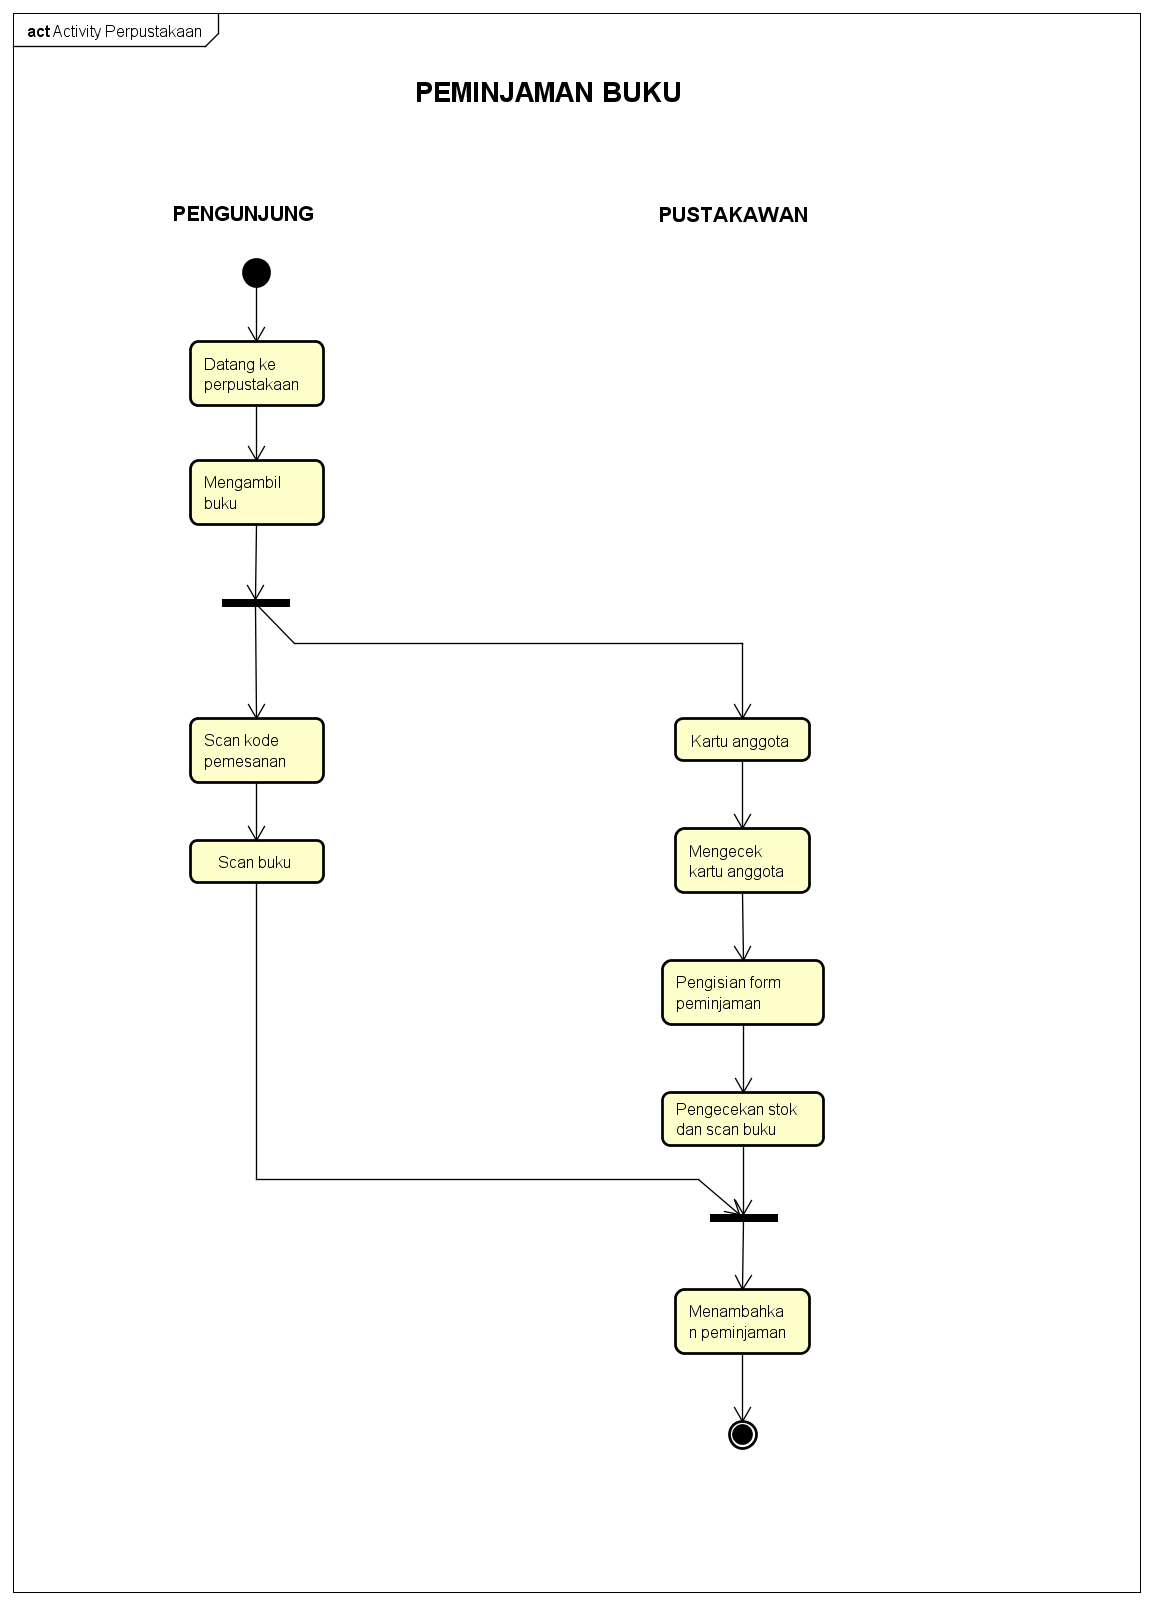 act Activity Perpustakaan
PEMINJAMAN BUKU
PENGUNJUNG
PUSTAKAWAN
Datang ke
perpustakaan
Mengambil
buku
Scan kode
pemesanan
Kartu anggota
Scan buku
Mengecek
kartu anggota
Pengisian form
peminjaman
Pengecekan stok
dan scan buku
Menambahka
n peminjaman